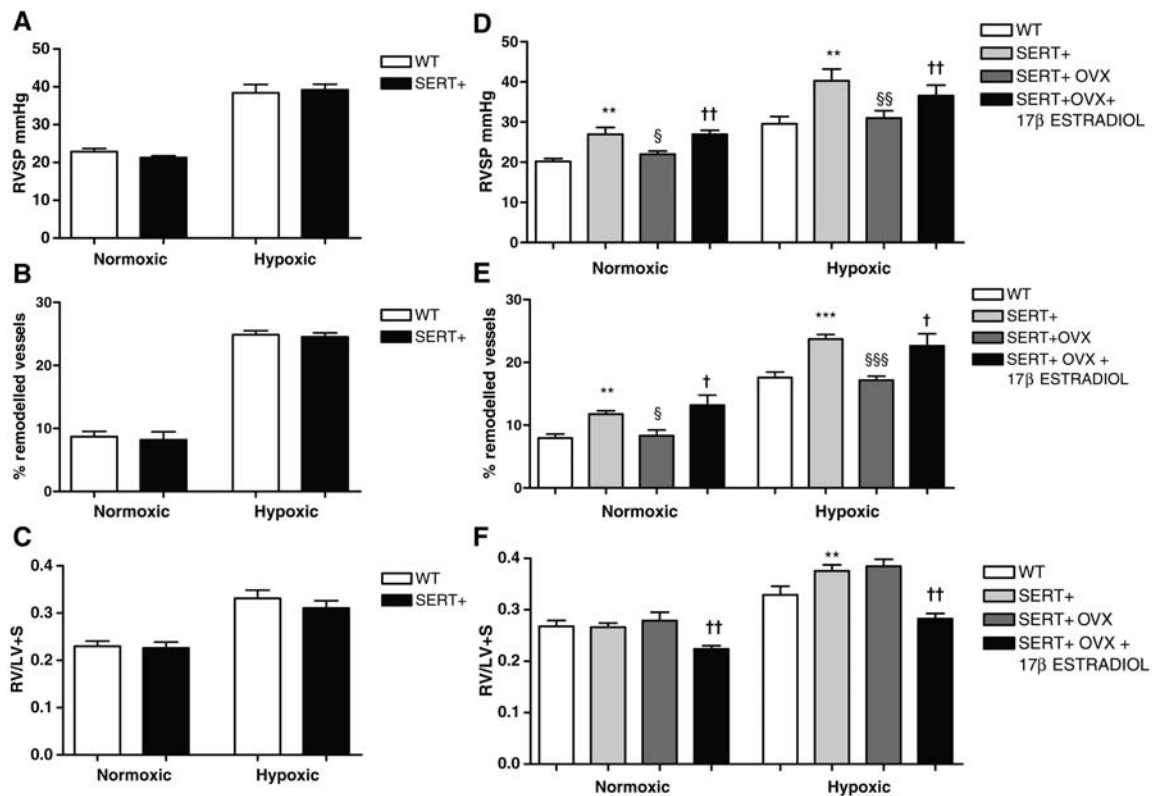 A
WT
SERT+
50
40
30
20
10
0
RVSP mmHg
Normoxic
Hypoxic
B
WT
SERT+
30
20
10
0
% remodelled vessels
Normoxic
Hypoxic
C
WT
SERT+
0.4
0.3
0.2
0.1
0.0
RV/LV+S
Normoxic
Hypoxic
D
WT
SERT+
SERT+ OVX
SERT+OVX+
17β ESTRADIOL
50
40
30
20
10
0
RVSP mmHg
** § †† ** §§ ††
Normoxic
Hypoxic
E
WT
SERT+
SERT+OVX
SERT+ OVX +
17β ESTRADIOL
30
20
10
0
% remodelled vessels
** § † *** §§§ †
Normoxic
Hypoxic
F
WT
SERT+
SERT+ OVX
SERT+ OVX +
17β ESTRADIOL
0.4
0.3
0.2
0.1
0.0
RV/LV+S
†† ** ††
Normoxic
Hypoxic